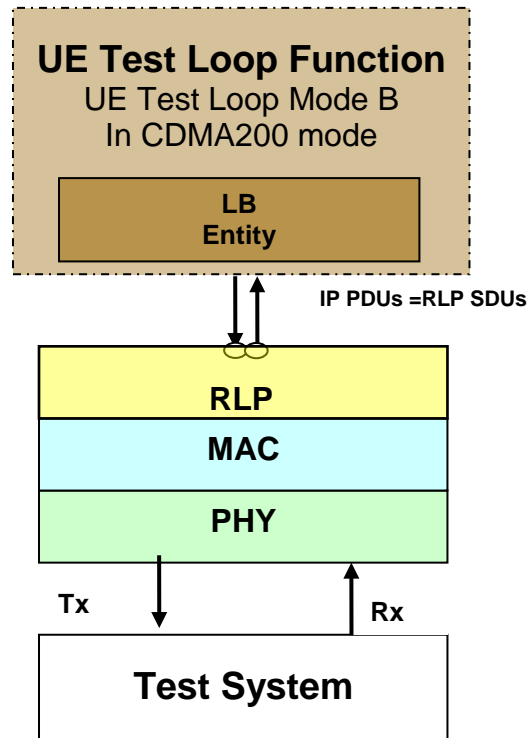 UE Test Loop Function
UE Test Loop Mode B
In CDMA200 mode
LB
Entity
IP PDUs =RLP SDUs
RLP
MAC
PHY
Tx
Rx
Test System